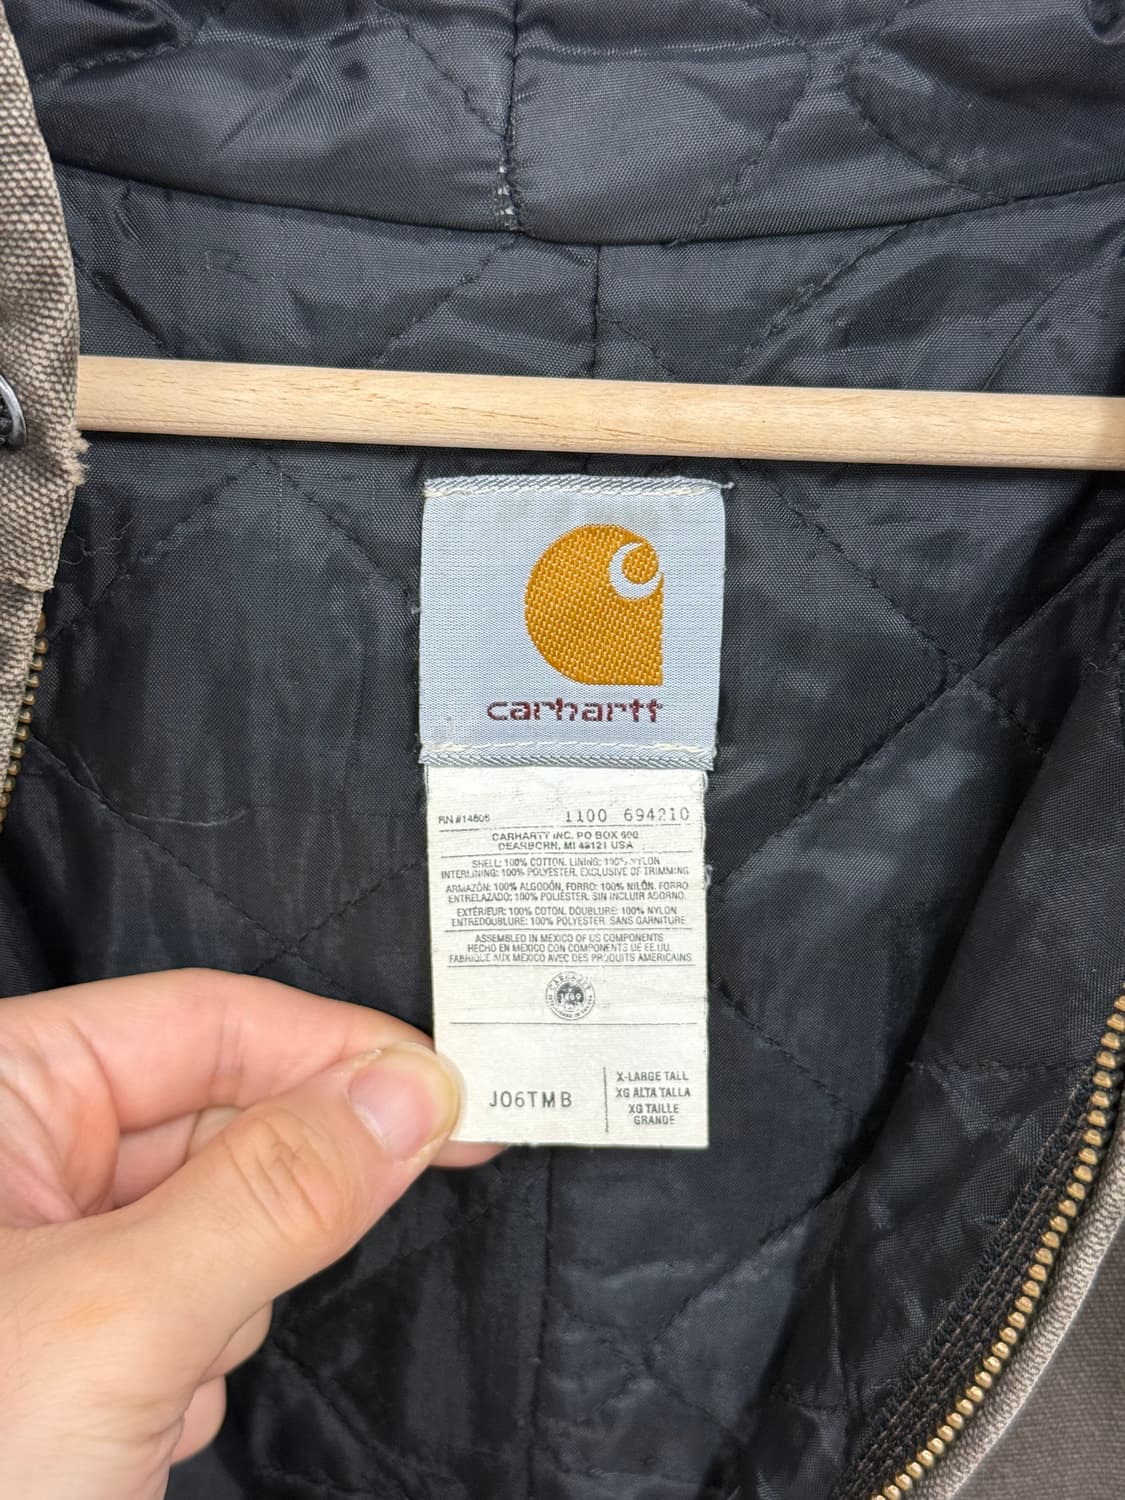 carhartt
RN #14806 1100 694210
CARHARTT INC. PO BOX 600
DEARBORN, MI 48121 USA
SHELL: 100% COTTON. LINING: 100% NYLON
INTERLINING: 100% POLYESTER, EXCLUSIVE OF TRIMMING
ARMAZÓN: 100% ALGODÓN, FORRO: 100% NILÓN. FORRO
ENTRELAZADO: 100% POLIÉSTER. SIN INCLUIR ADORNO
EXTÉRIEUR: 100% COTON. DOUBLURE: 100% NYLON
ENTREDOUBLURE: 100% POLYESTER. SANS GARNITURE
ASSEMBLED IN MEXICO OF US COMPONENTS
HECHO EN MEXICO CON COMPONENTS DE EE.UU.
FABRIQUÉ AUX MEXICO AVEC DES PRODUITS AMERICAINS
J06TMB
X-LARGE TALL
XG ALTA TALLA
XG TAILLE
GRANDE